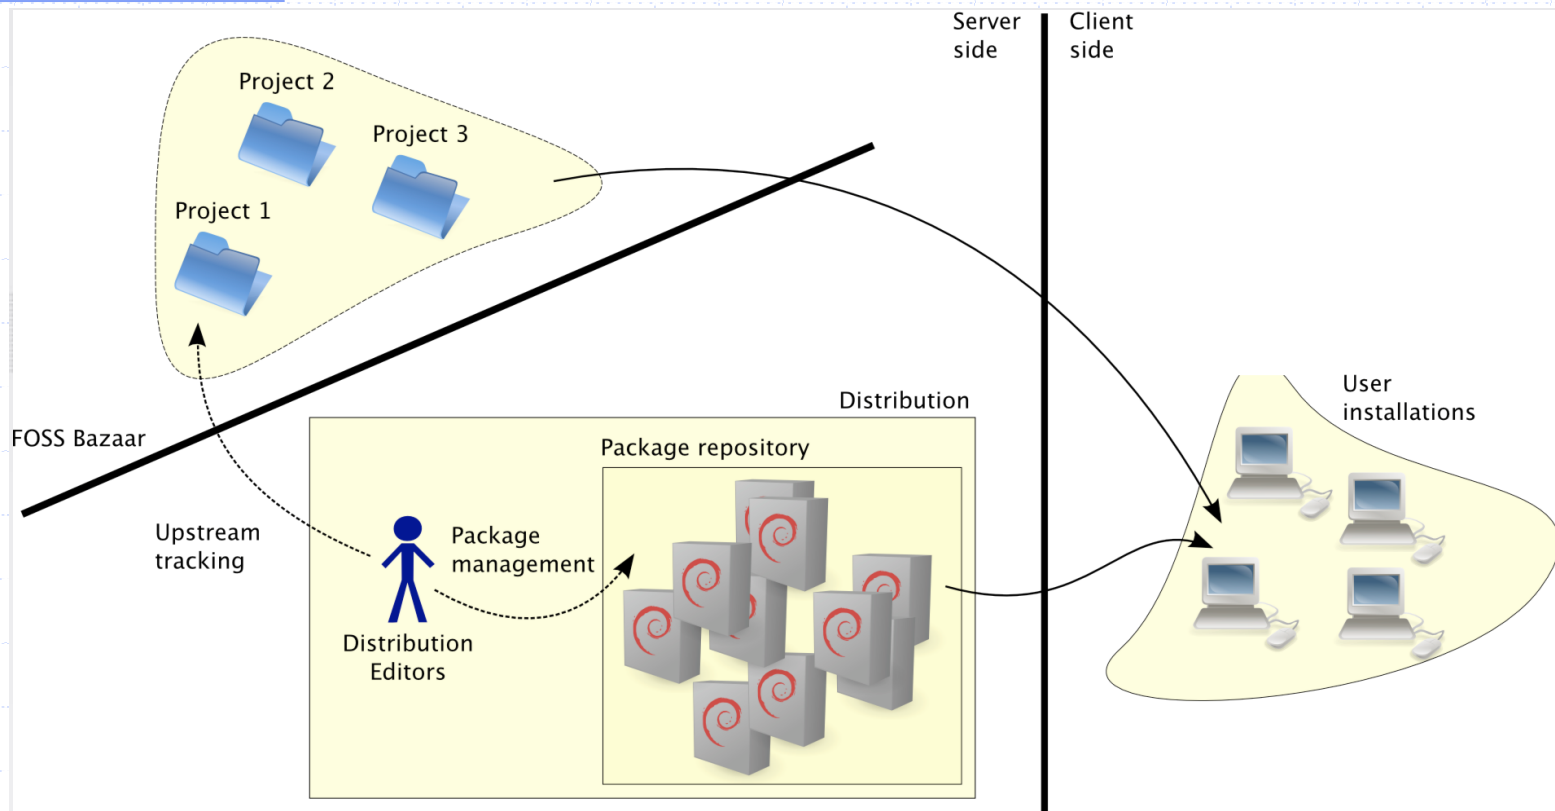 Server
side
Client
side
Project 2
Project 3
Project 1
User
installations
Distribution
FOSS Bazaar
Package repository
Upstream
tracking
Package
management
Distribution
Editors